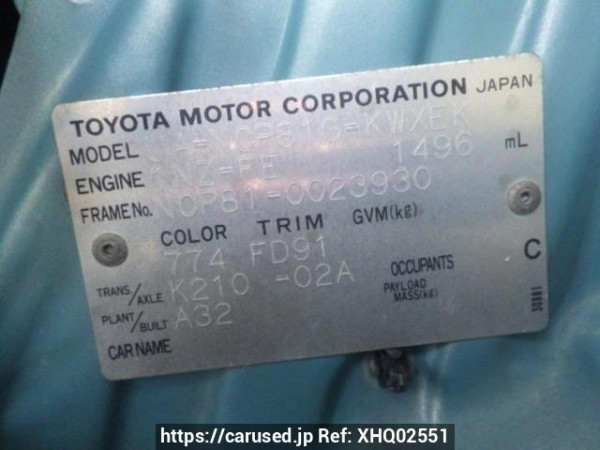 TOYOTA MOTOR CORPORATION JAPAN
MODEL NCP81G-KWXEK
ENGINE 1NZ-FE 1496 mL
FRAME No. NCP81-0023930
COLOR TRIM GVM(kg)
774 FD91
TRANS./AXLE K210 -02A OCCUPANTS C
PAYLOAD MASS(kg)
PLANT/BUILT A32
CAR NAME
30881
https://carused.jp Ref: XHQ02551